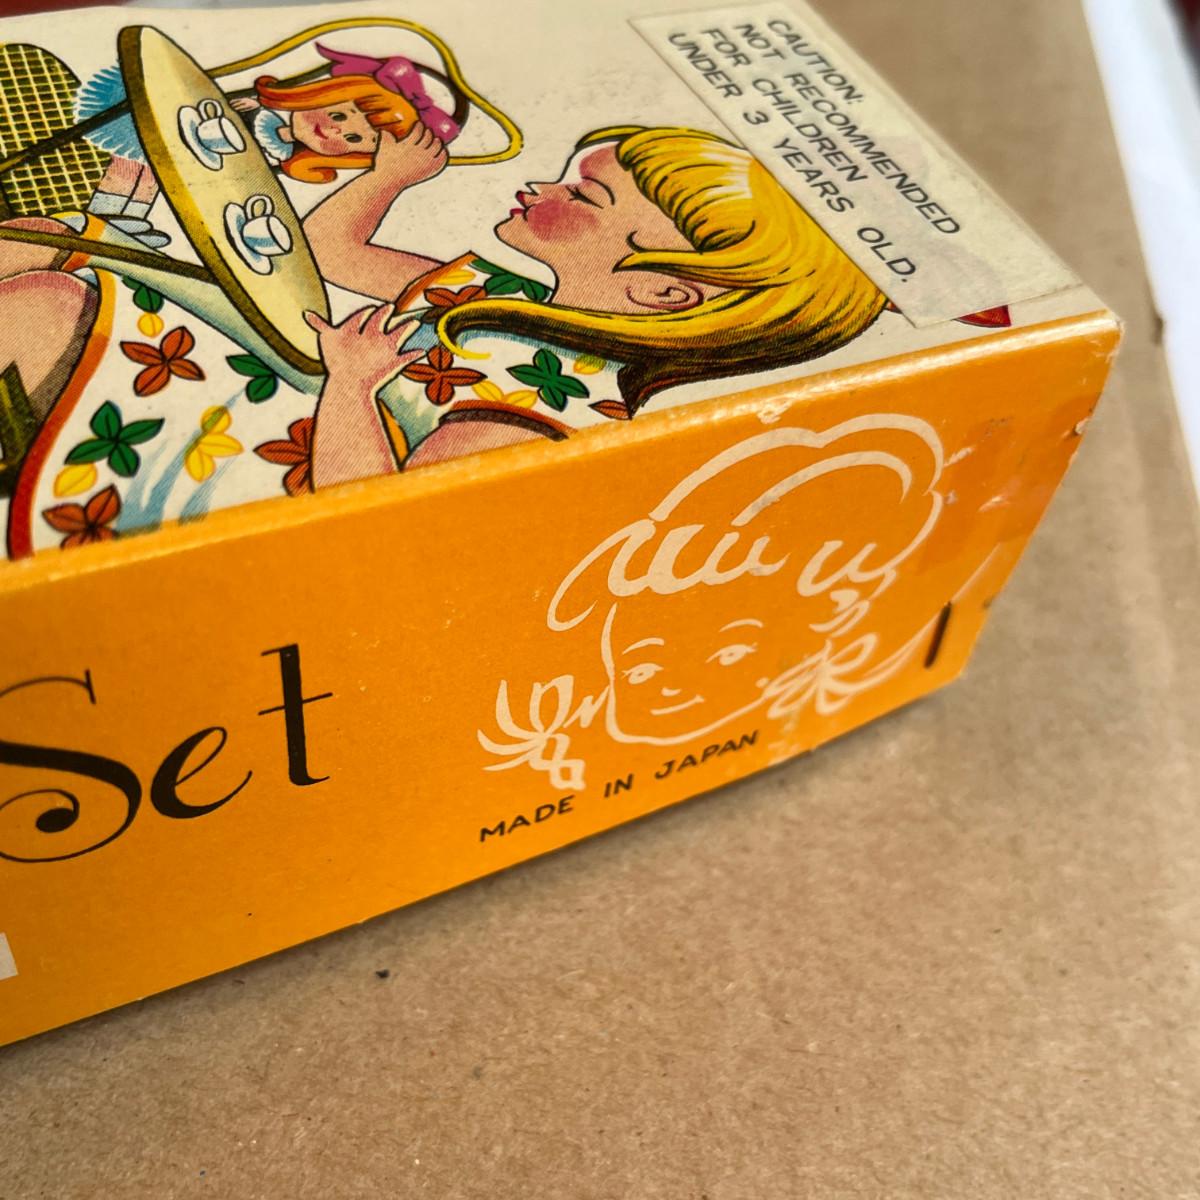 CAUTION:
NOT RECOMMENDED
FOR CHILDREN
UNDER 3 YEARS OLD.
Set
MADE IN JAPAN